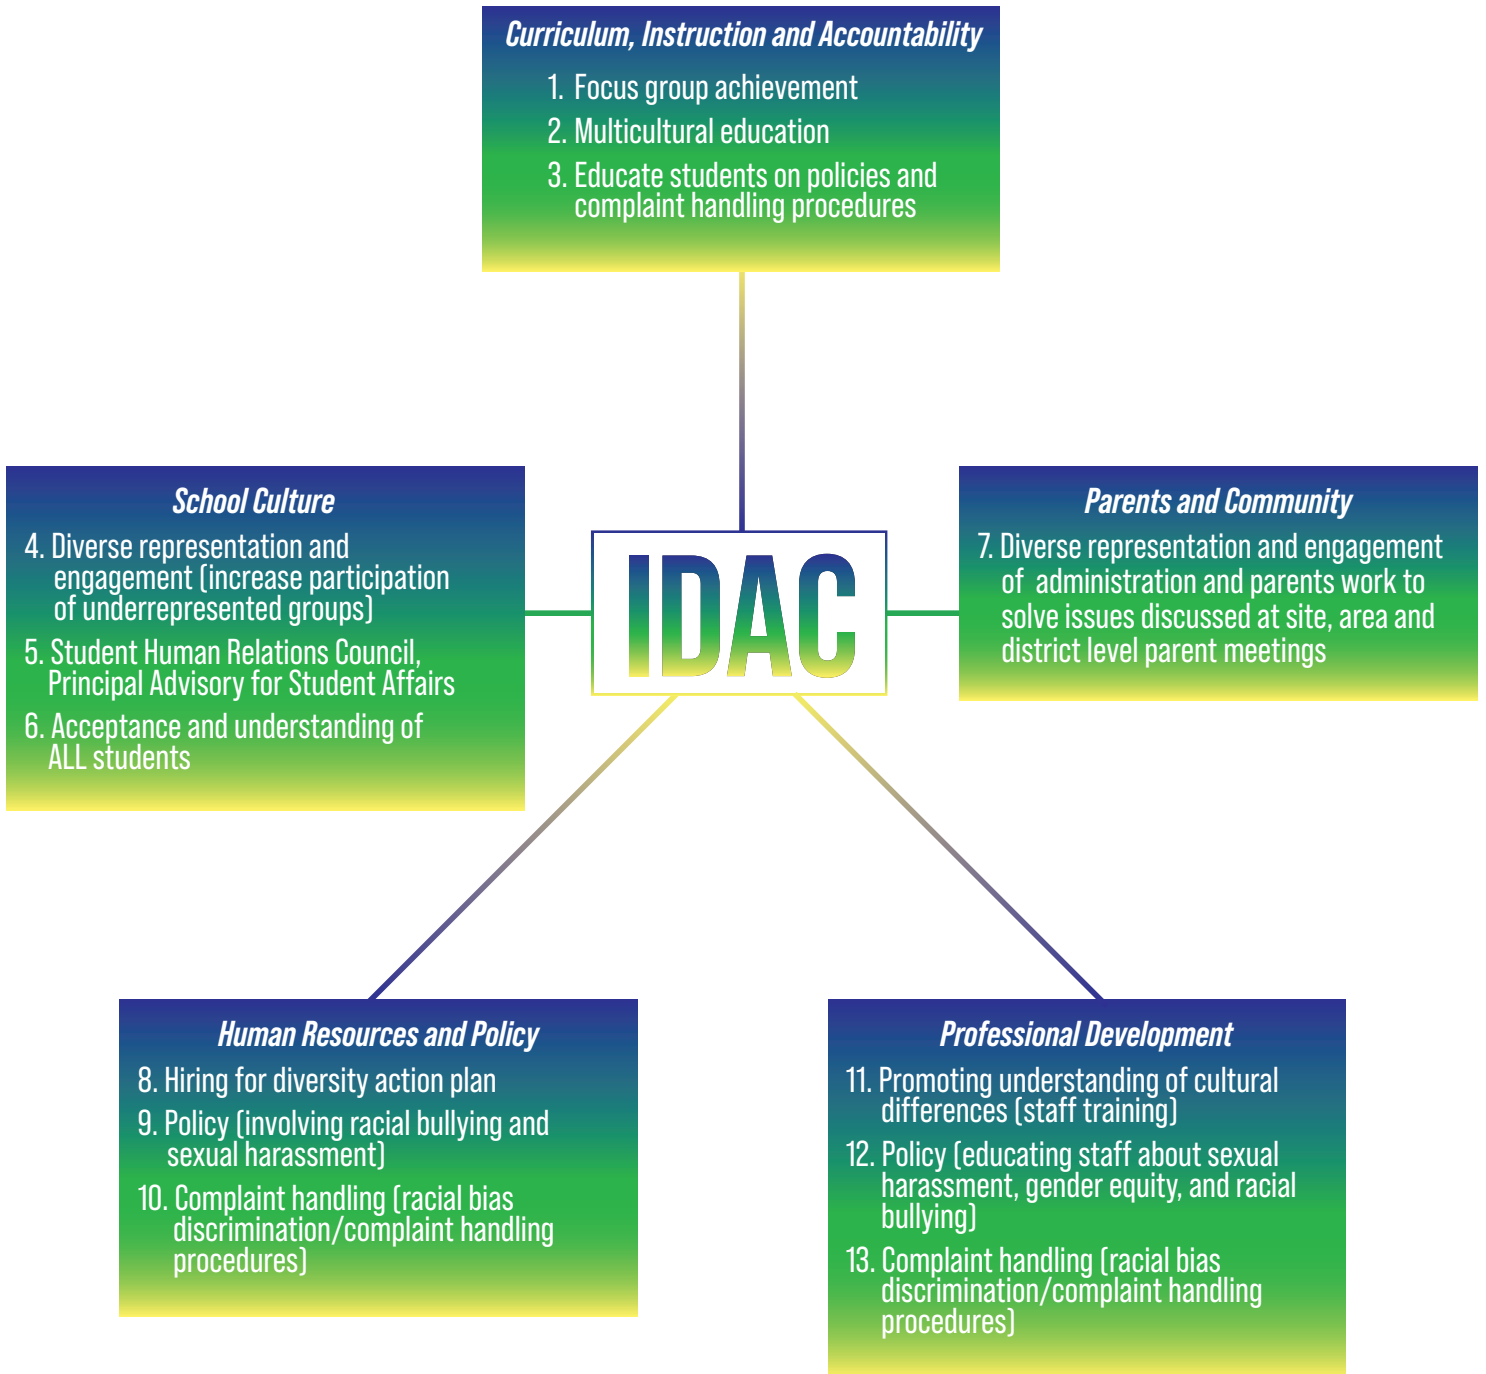 Curriculum, Instruction and Accountability
1. Focus group achievement
2. Multicultural education
3. Educate students on policies and
complaint handling procedures
School Culture
4. Diverse representation and
engagement (increase participation
of underrepresented groups)
5. Student Human Relations Council,
Principal Advisory for Student Affairs
6. Acceptance and understanding of
ALL students
IDAC
Parents and Community
7. Diverse representation and engagement
of administration and parents work to
solve issues discussed at site, area and
district level parent meetings
Human Resources and Policy
8. Hiring for diversity action plan
9. Policy (involving racial bullying and
sexual harassment)
10. Complaint handling (racial bias
discrimination/complaint handling
procedures)
Professional Development
11. Promoting understanding of cultural
differences (staff training)
12. Policy (educating staff about sexual
harassment, gender equity, and racial
bullying)
13. Complaint handling (racial bias
discrimination/complaint handling
procedures)